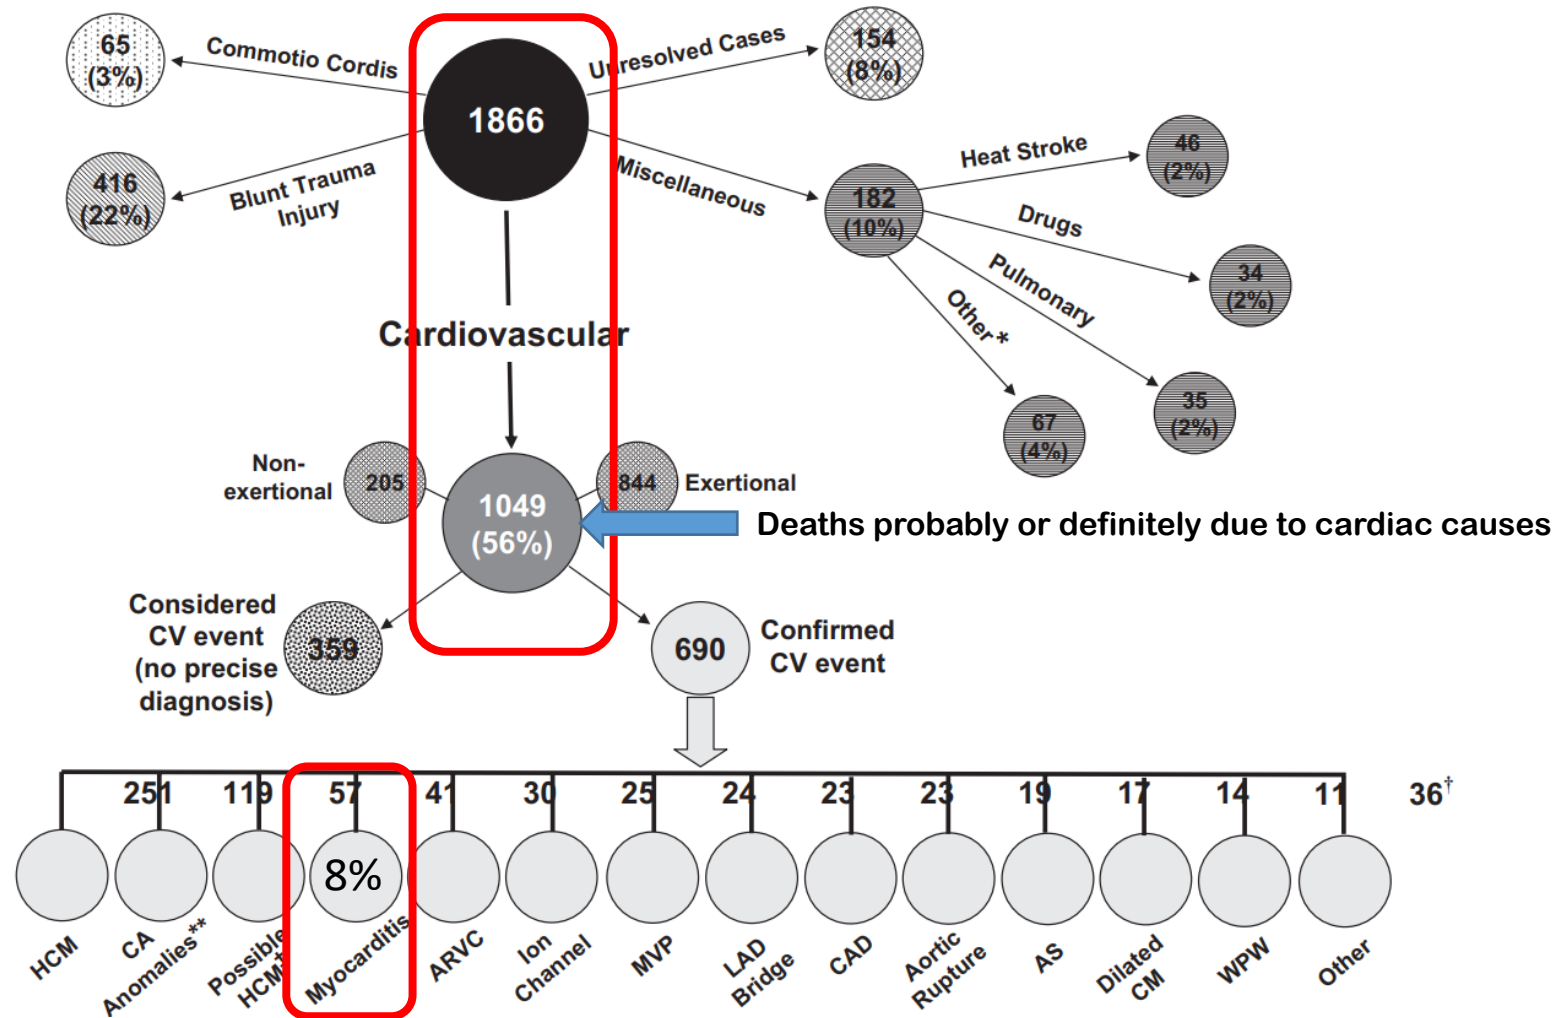 65
(3%)
Commotio Cordis
1866
Unresolved Cases
154
(8%)
416
(22%)
Blunt Trauma
Injury
Miscellaneous
182
(10%)
Heat Stroke
46
(2%)
Drugs
34
(2%)
Pulmonary
35
(2%)
Other*
67
(4%)
Cardiovascular
Non-
exertional
205
844
Exertional
1049
(56%)
Deaths probably or definitely due to cardiac causes
Considered
CV event
(no precise
diagnosis)
359
690
Confirmed
CV event
251 119 57 41 30 25 24 23 23 19 17 14 11 36†
8%
HCM
CA
Anomalies**
Possible
HCM‡
Myocarditis
ARVC
Ion
Channel
MVP
LAD
Bridge
CAD
Aortic
Rupture
AS
Dilated
CM
WPW
Other